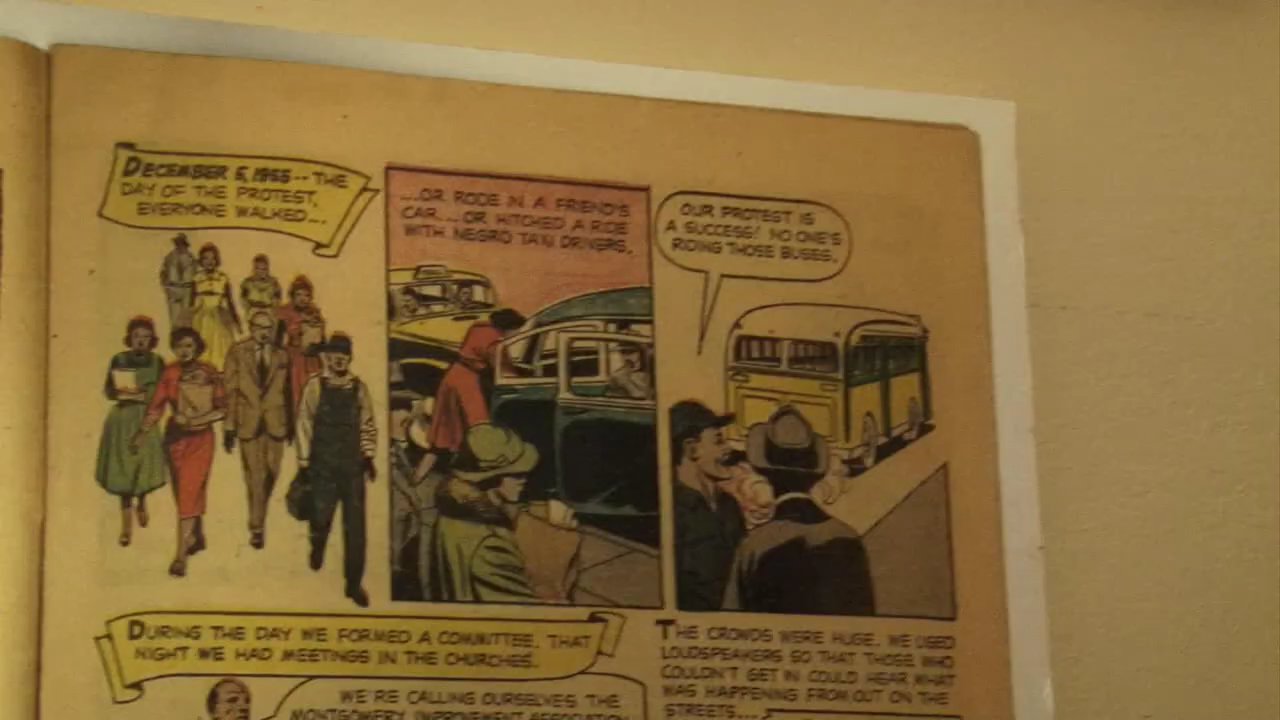 DECEMBER 5, 1955 -- THE
DAY OF THE PROTEST,
EVERYONE WALKED...
...OR RODE IN A FRIEND'S
CAR... OR HITCHED A RIDE
WITH NEGRO TAXI DRIVERS.
OUR PROTEST IS
A SUCCESS! NO ONE'S
RIDING THOSE BUSES.
DURING THE DAY WE FORMED A COMMITTEE. THAT
NIGHT WE HAD MEETINGS IN THE CHURCHES.
WE'RE CALLING OURSELVES THE
MONTGOMERY IMPROVEMENT ASSOCIATION
THE CROWDS WERE HUGE. WE USED
LOUDSPEAKERS SO THAT THOSE WHO
COULDN'T GET IN COULD HEAR WHAT
WAS HAPPENING FROM OUT ON THE
STREETS...